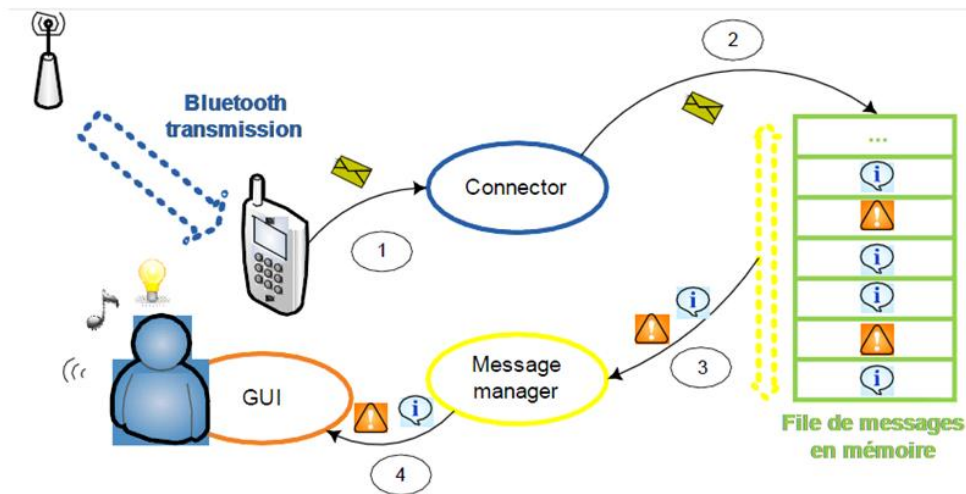 2
Bluetooth
transmission
...
Connector
1
3
Message
manager
GUI
File de messages
en mémoire
4